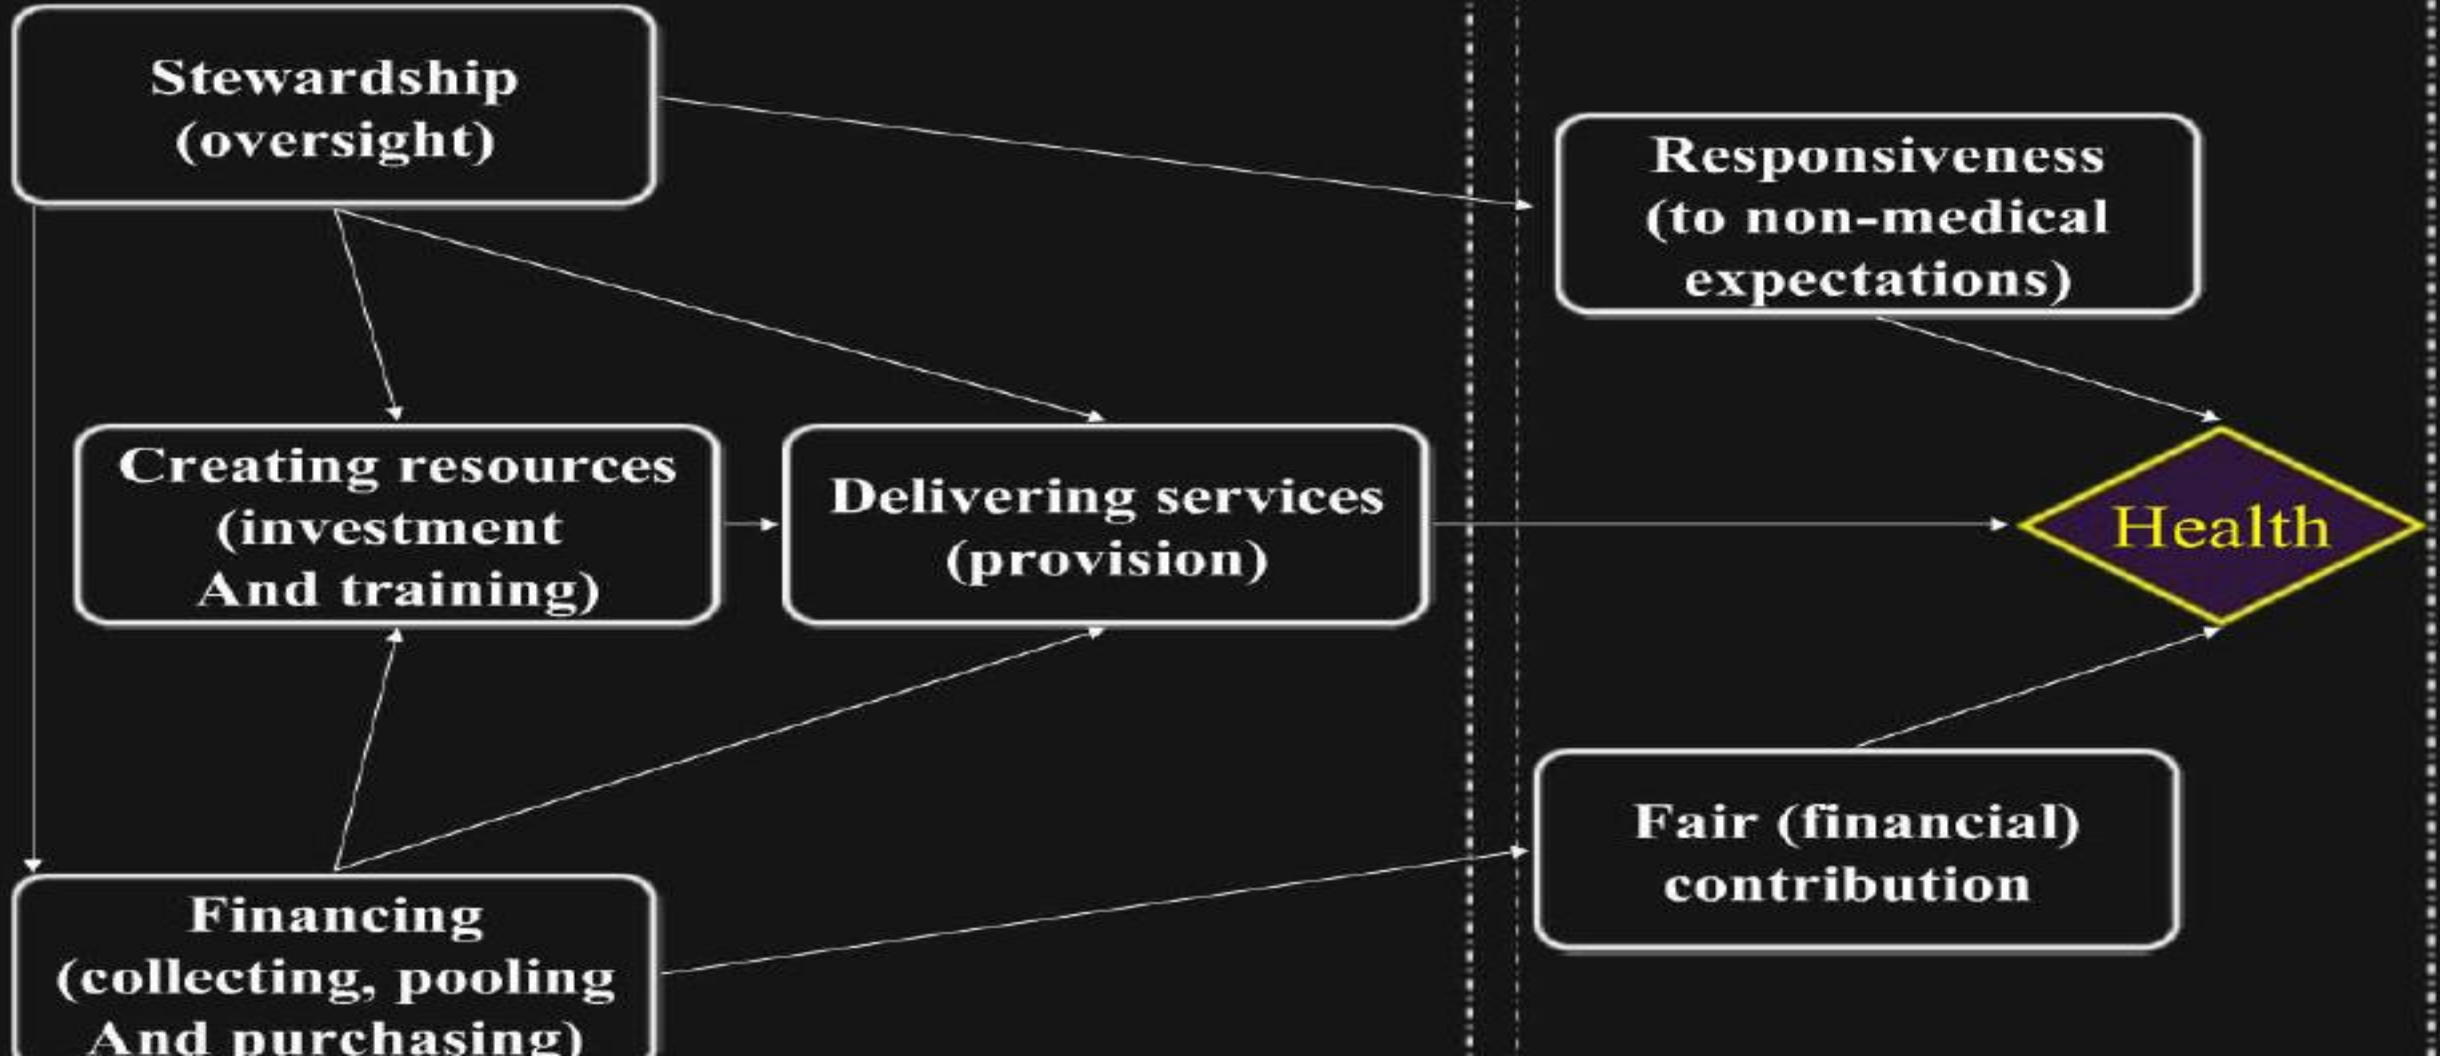 Stewardship
(oversight)
Responsiveness
(to non-medical
expectations)
Creating resources
(investment
And training)
Delivering services
(provision)
Health
Fair (financial)
contribution
Financing
(collecting, pooling
And purchasing)